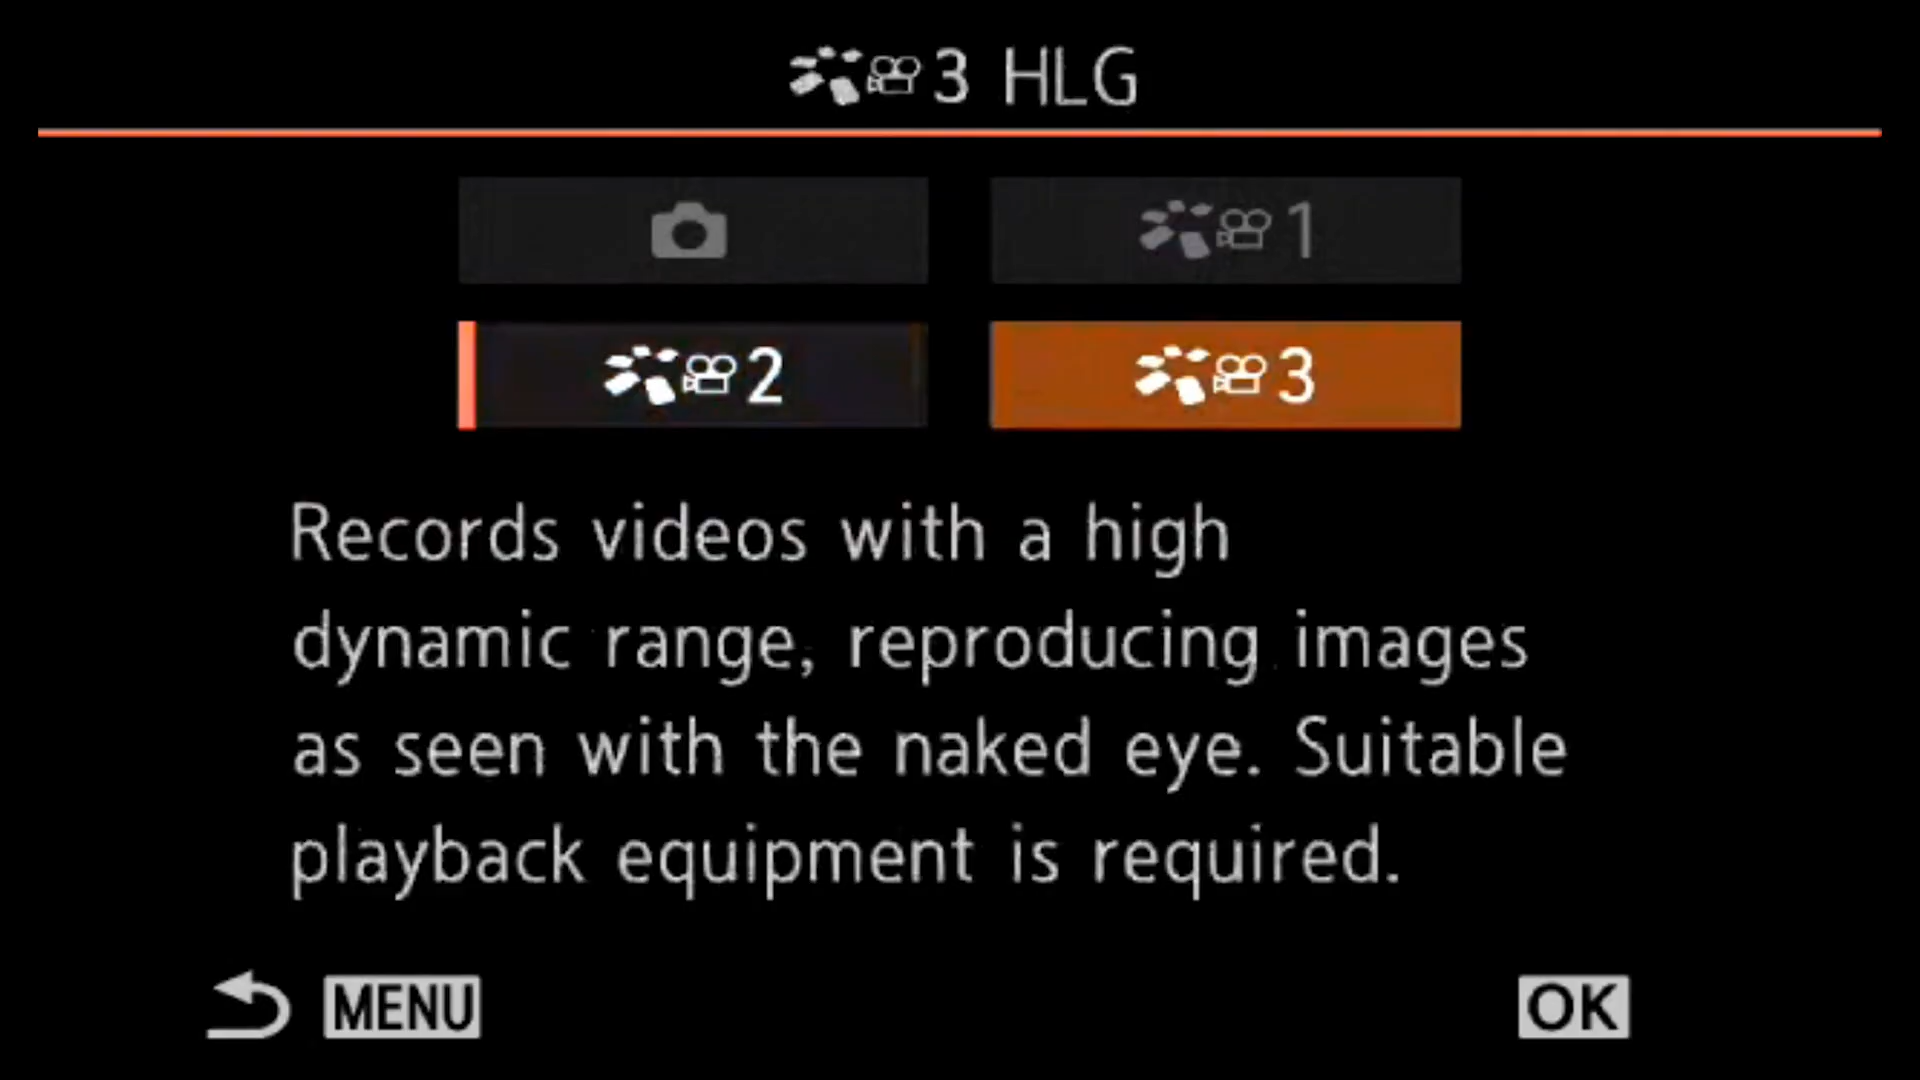 3 HLG
1
2
3
Records videos with a high
dynamic range, reproducing images
as seen with the naked eye. Suitable
playback equipment is required.
MENU
OK